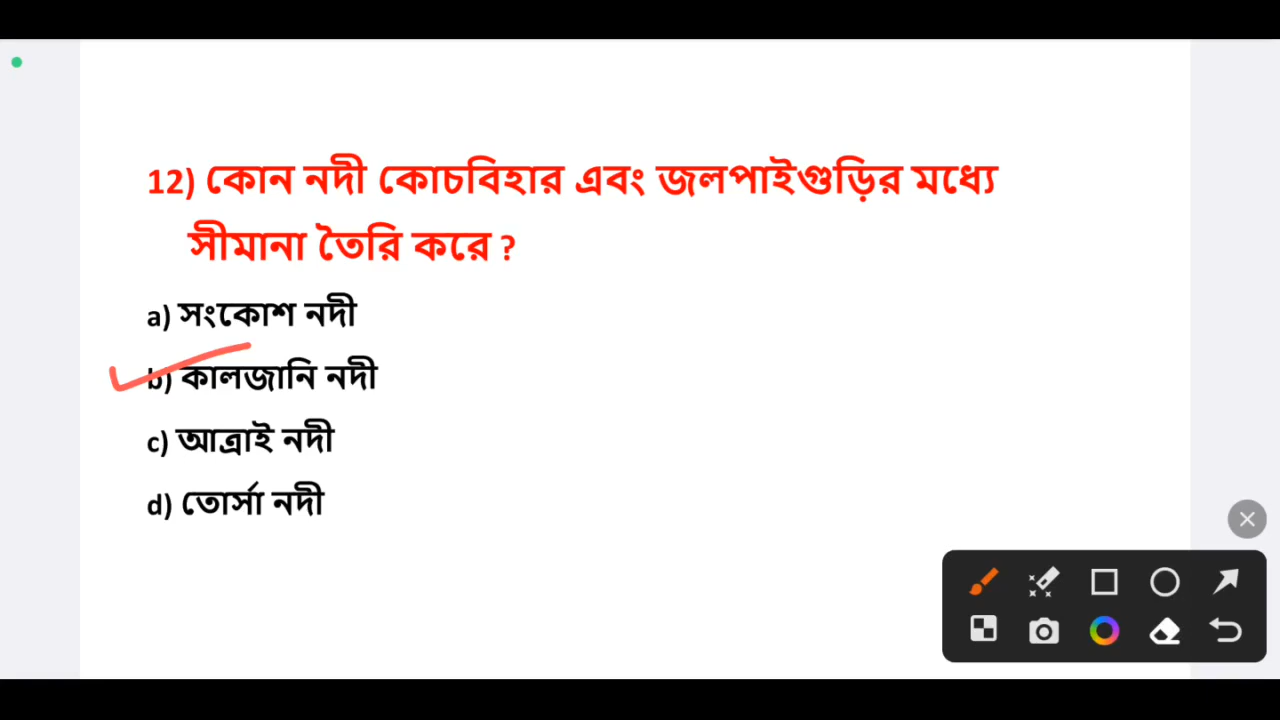 12) কোন নদী কোচবিহার এবং জলপাইগুড়ির মধ্যে
সীমানা তৈরি করে ?
a) সংকোশ নদী
b) কালজানি নদী
c) আত্রাই নদী
d) তোর্সা নদী